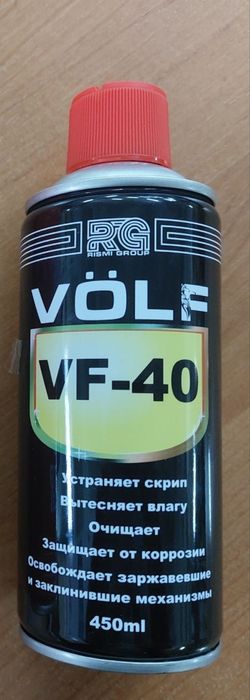 RG
RISMI GROUP
VÖLF
VF-40
Устраняет скрип
Вытесняет влагу
Очищает
Защищает от коррозии
Освобождает заржавевшие
и заклинившие механизмы
450ml